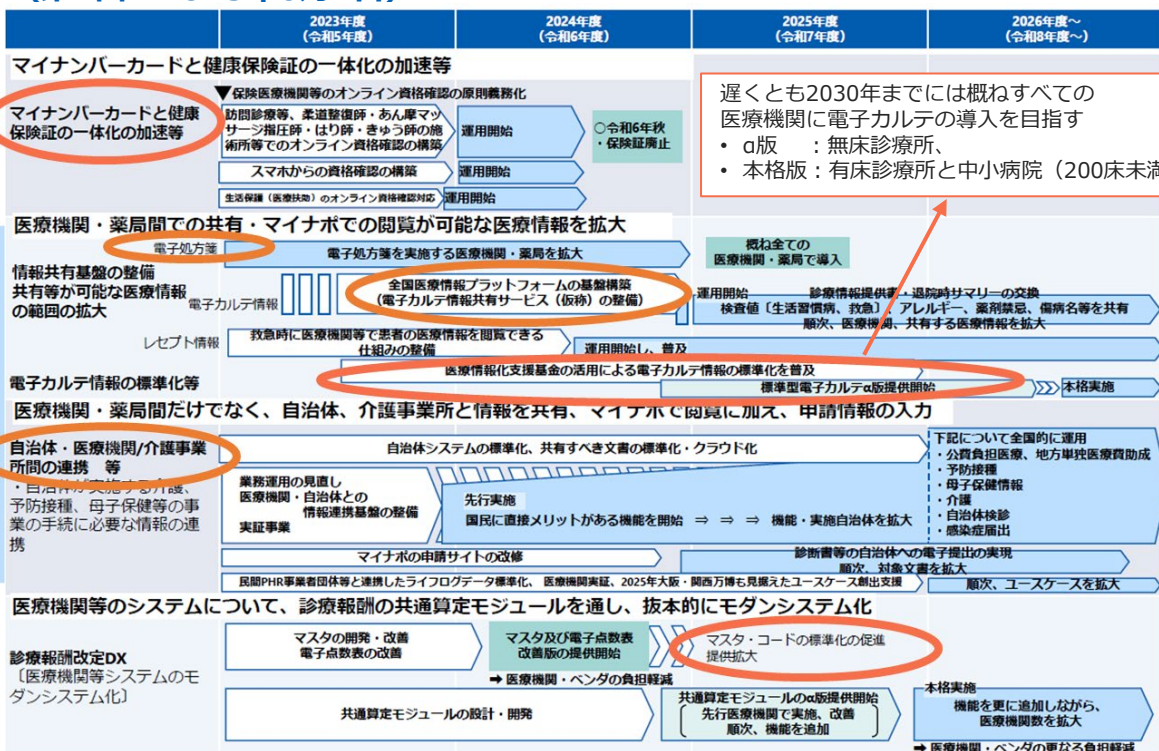 2023年度
(令和5年度)
2024年度
(令和6年度)
2025年度
(令和7年度)
2026年度~
(令和8年度~)
マイナンバーカードと健康保険証の一体化の加速等
マイナンバーカードと健康
保険証の一体化の加速等
▼保険医療機関等のオンライン資格確認の原則義務化
訪問診療等、柔道整復師・あん摩マッ
サージ指圧師・はり師・きゅう師の施
術所等でのオンライン資格確認の構築
運用開始
○令和6年秋
・保険証廃止
スマホからの資格確認の構築
運用開始
生活保護(医療扶助)のオンライン資格確認対応
運用開始
遅くとも2030年までには概ねすべての
医療機関に電子カルテの導入を目指す
• α版 :無床診療所、
• 本格版:有床診療所と中小病院(200床未満
医療機関・薬局間での共有・マイナポでの閲覧が可能な医療情報を拡大
電子処方箋
電子処方箋を実施する医療機関・薬局を拡大
概ね全ての
医療機関・薬局で導入
情報共有基盤の整備
共有等が可能な医療情報
の範囲の拡大
電子カルテ情報
全国医療情報プラットフォームの基盤構築
(電子カルテ情報共有サービス(仮称)の整備)
運用開始
診療情報提供書・退院時サマリーの交換
検査値〔生活習慣病、救急〕、アレルギー、薬剤禁忌、傷病名等を共有
順次、医療機関、共有する医療情報を拡大
レセプト情報
救急時に医療機関等で患者の医療情報を閲覧できる
仕組みの整備
運用開始し、普及
電子カルテ情報の標準化等
医療情報化支援基金の活用による電子カルテ情報の標準化を普及
標準型電子カルテα版提供開始
本格実施
医療機関・薬局間だけでなく、自治体、介護事業所と情報を共有、マイナポで閲覧に加え、申請情報の入力
自治体・医療機関/介護事業
所間の連携 等
・自治体が実施する介護、
予防接種、母子保健等の事
業の手続に必要な情報の連
携
自治体システムの標準化、共有すべき文書の標準化・クラウド化
業務運用の見直し
医療機関・自治体との
情報連携基盤の整備
実証事業
先行実施
国民に直接メリットがある機能を開始 ⇒ ⇒ ⇒ 機能・実施自治体を拡大
下記について全国的に運用
・公費負担医療、地方単独医療費助成
・予防接種
・母子保健情報
・介護
・自治体検診
・感染症届出
マイナポの申請サイトの改修
診断書等の自治体への電子提出の実現
順次、対象文書を拡大
民間PHR事業者団体等と連携したライフログデータ標準化、 医療機関実証、2025年大阪・関西万博も見据えたユースケース創出支援
順次、ユースケースを拡大
医療機関等のシステムについて、診療報酬の共通算定モジュールを通し、抜本的にモダンシステム化
診療報酬改定DX
〔医療機関等システムのモ
ダンシステム化〕
マスタの開発・改善
電子点数表の改善
マスタ及び電子点数表
改善版の提供開始
マスタ・コードの標準化の促進
提供拡大
➡ 医療機関・ベンダの負担軽減
共通算定モジュールの設計・開発
共通算定モジュールのα版提供開始
先行医療機関で実施、改善
順次、機能を追加
本格実施
機能を更に追加しながら、
医療機関数を拡大
➡ 医療機関・ベンダの更なる負担軽減